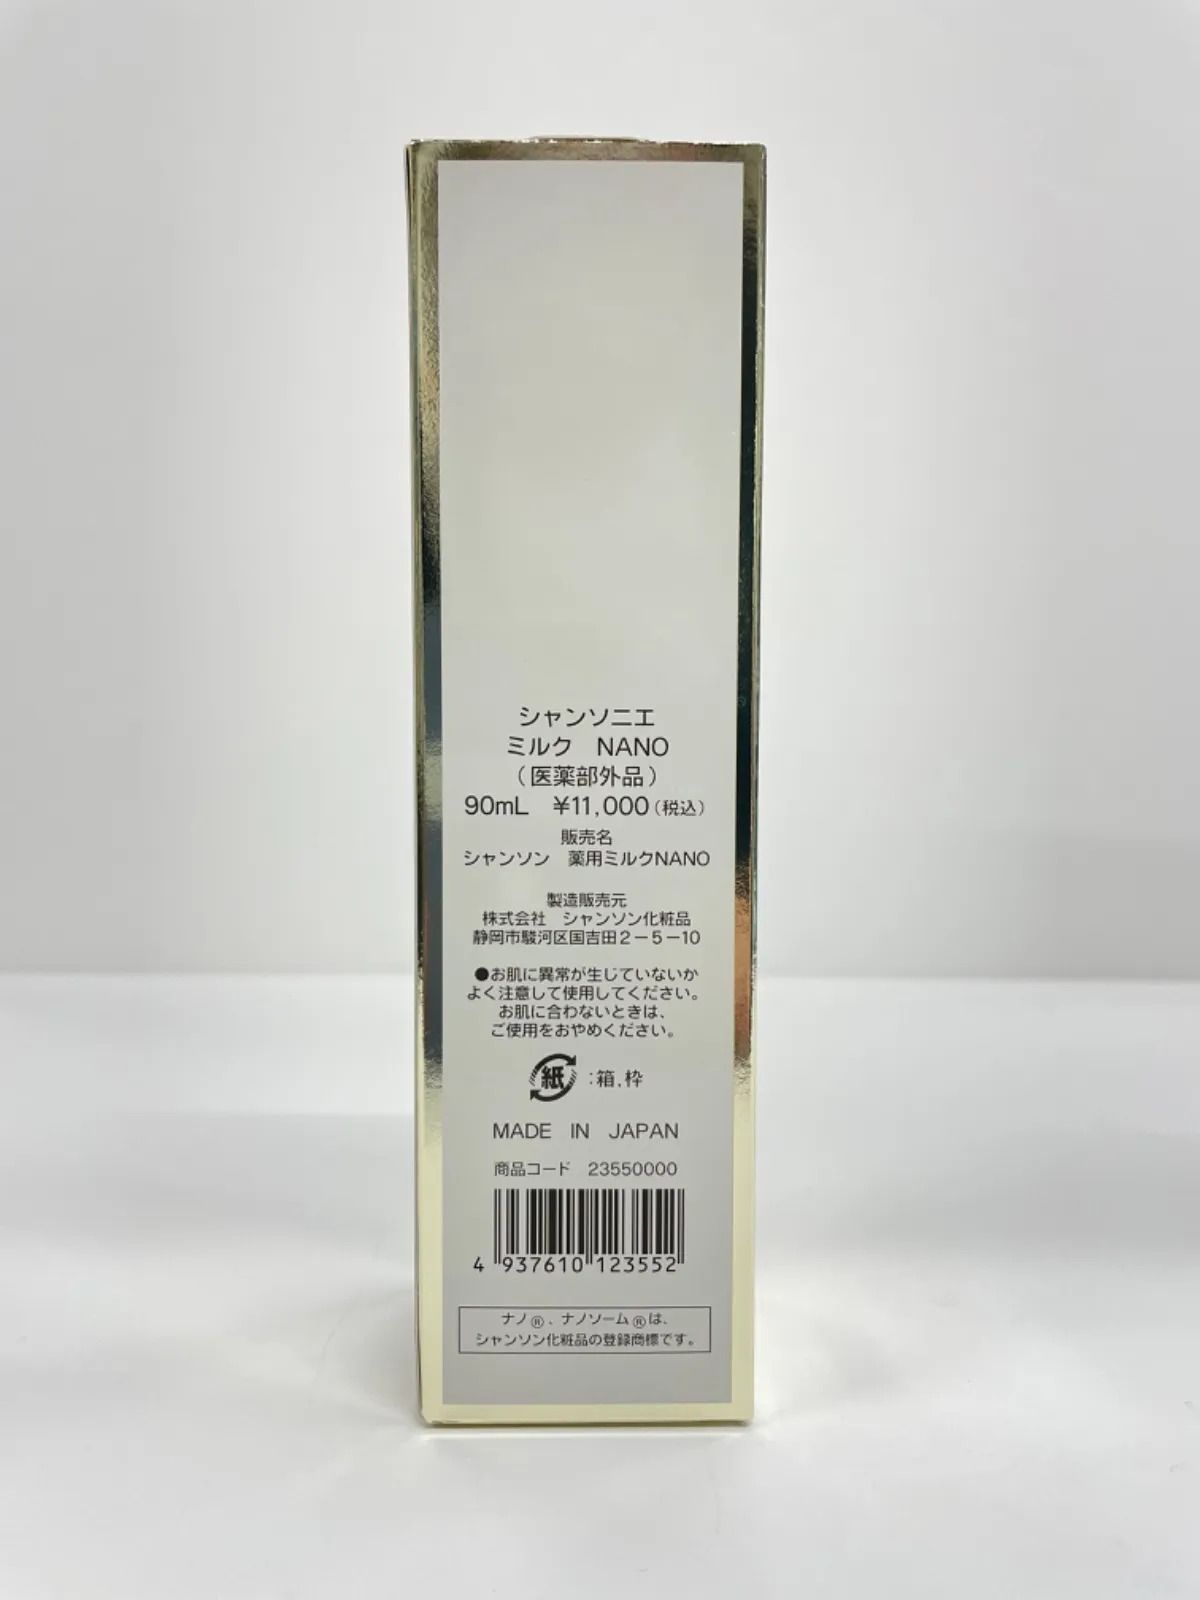 シャンソニエ
ミルク　NANO
（医薬部外品）
90mL　¥11,000（税込）
販売名
シャンソン　薬用ミルクNANO
製造販売元
株式会社　シャンソン化粧品
静岡市駿河区国吉田2－5－10
●お肌に異常が生じていないか
よく注意して使用してください。
お肌に合わないときは、
ご使用をおやめください。
紙：箱,枠
MADE IN JAPAN
商品コード　23550000
4 937610 123552
ナノ®、ナノソーム®は、
シャンソン化粧品の登録商標です。